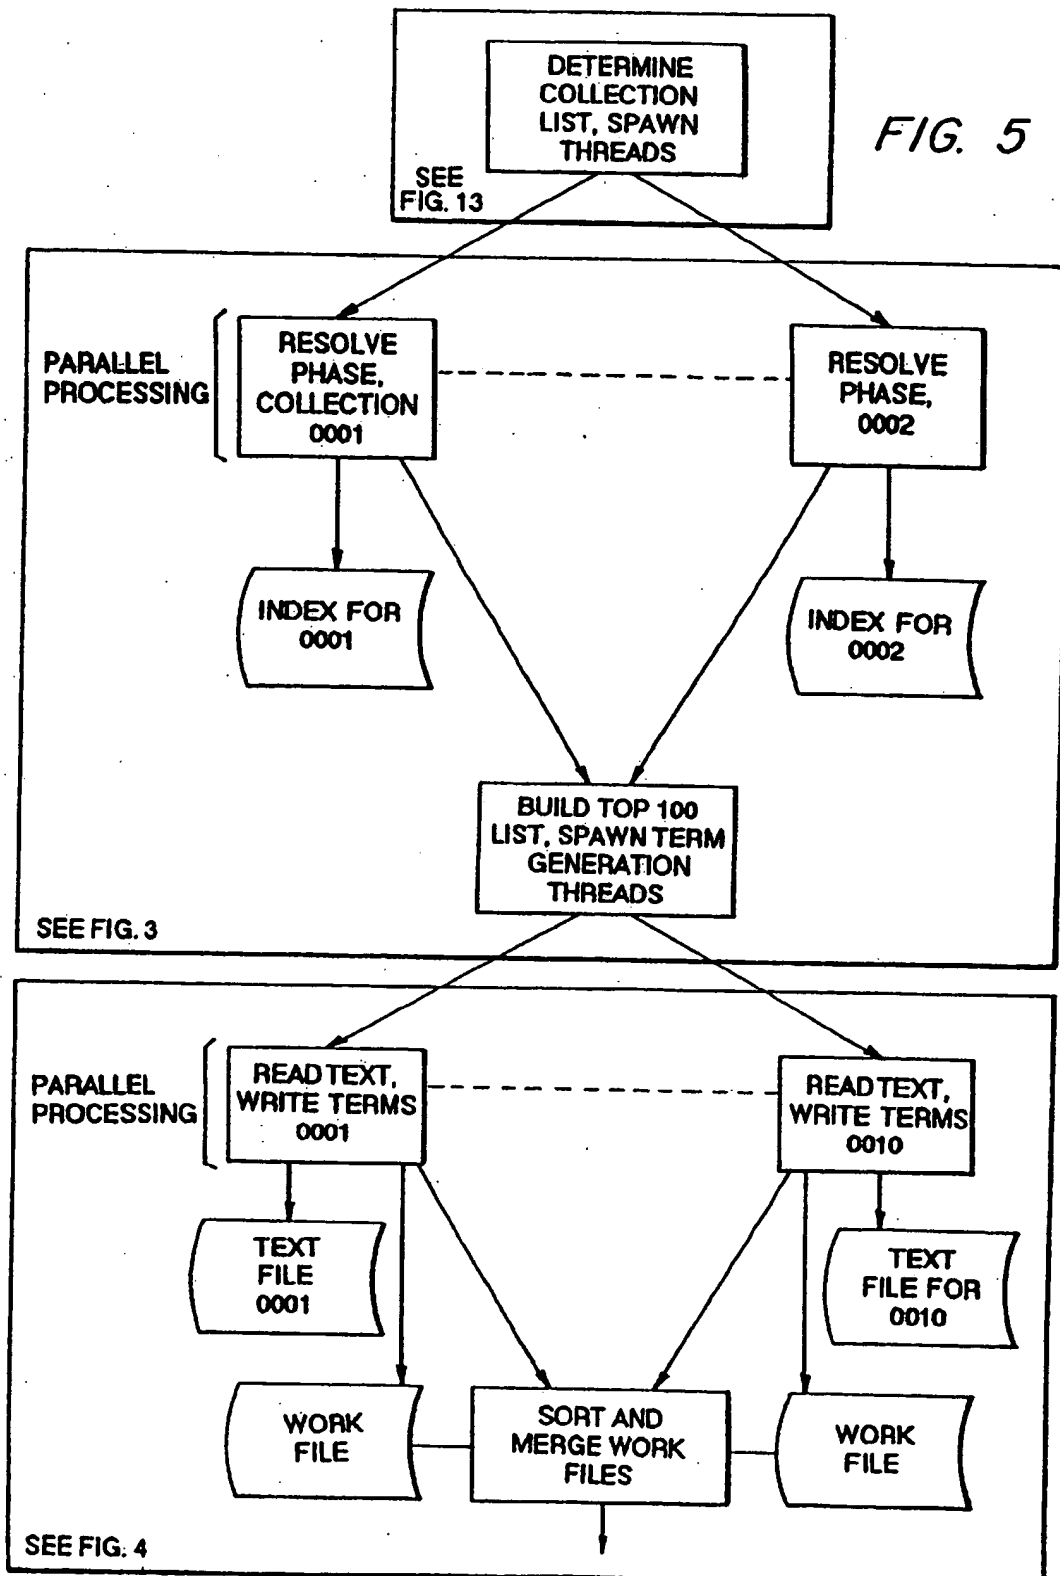 DETERMINE
COLLECTION
LIST, SPAWN
THREADS
FIG. 5
SEE
FIG. 13
PARALLEL
PROCESSING
RESOLVE
PHASE,
COLLECTION
0001
RESOLVE
PHASE,
0002
INDEX FOR
0001
INDEX FOR
0002
BUILD TOP 100
LIST, SPAWN TERM
GENERATION
THREADS
SEE FIG. 3
PARALLEL
PROCESSING
READ TEXT,
WRITE TERMS
0001
READ TEXT,
WRITE TERMS
0010
TEXT
FILE
0001
TEXT
FILE FOR
0010
WORK
FILE
SORT AND
MERGE WORK
FILES
WORK
FILE
SEE FIG. 4